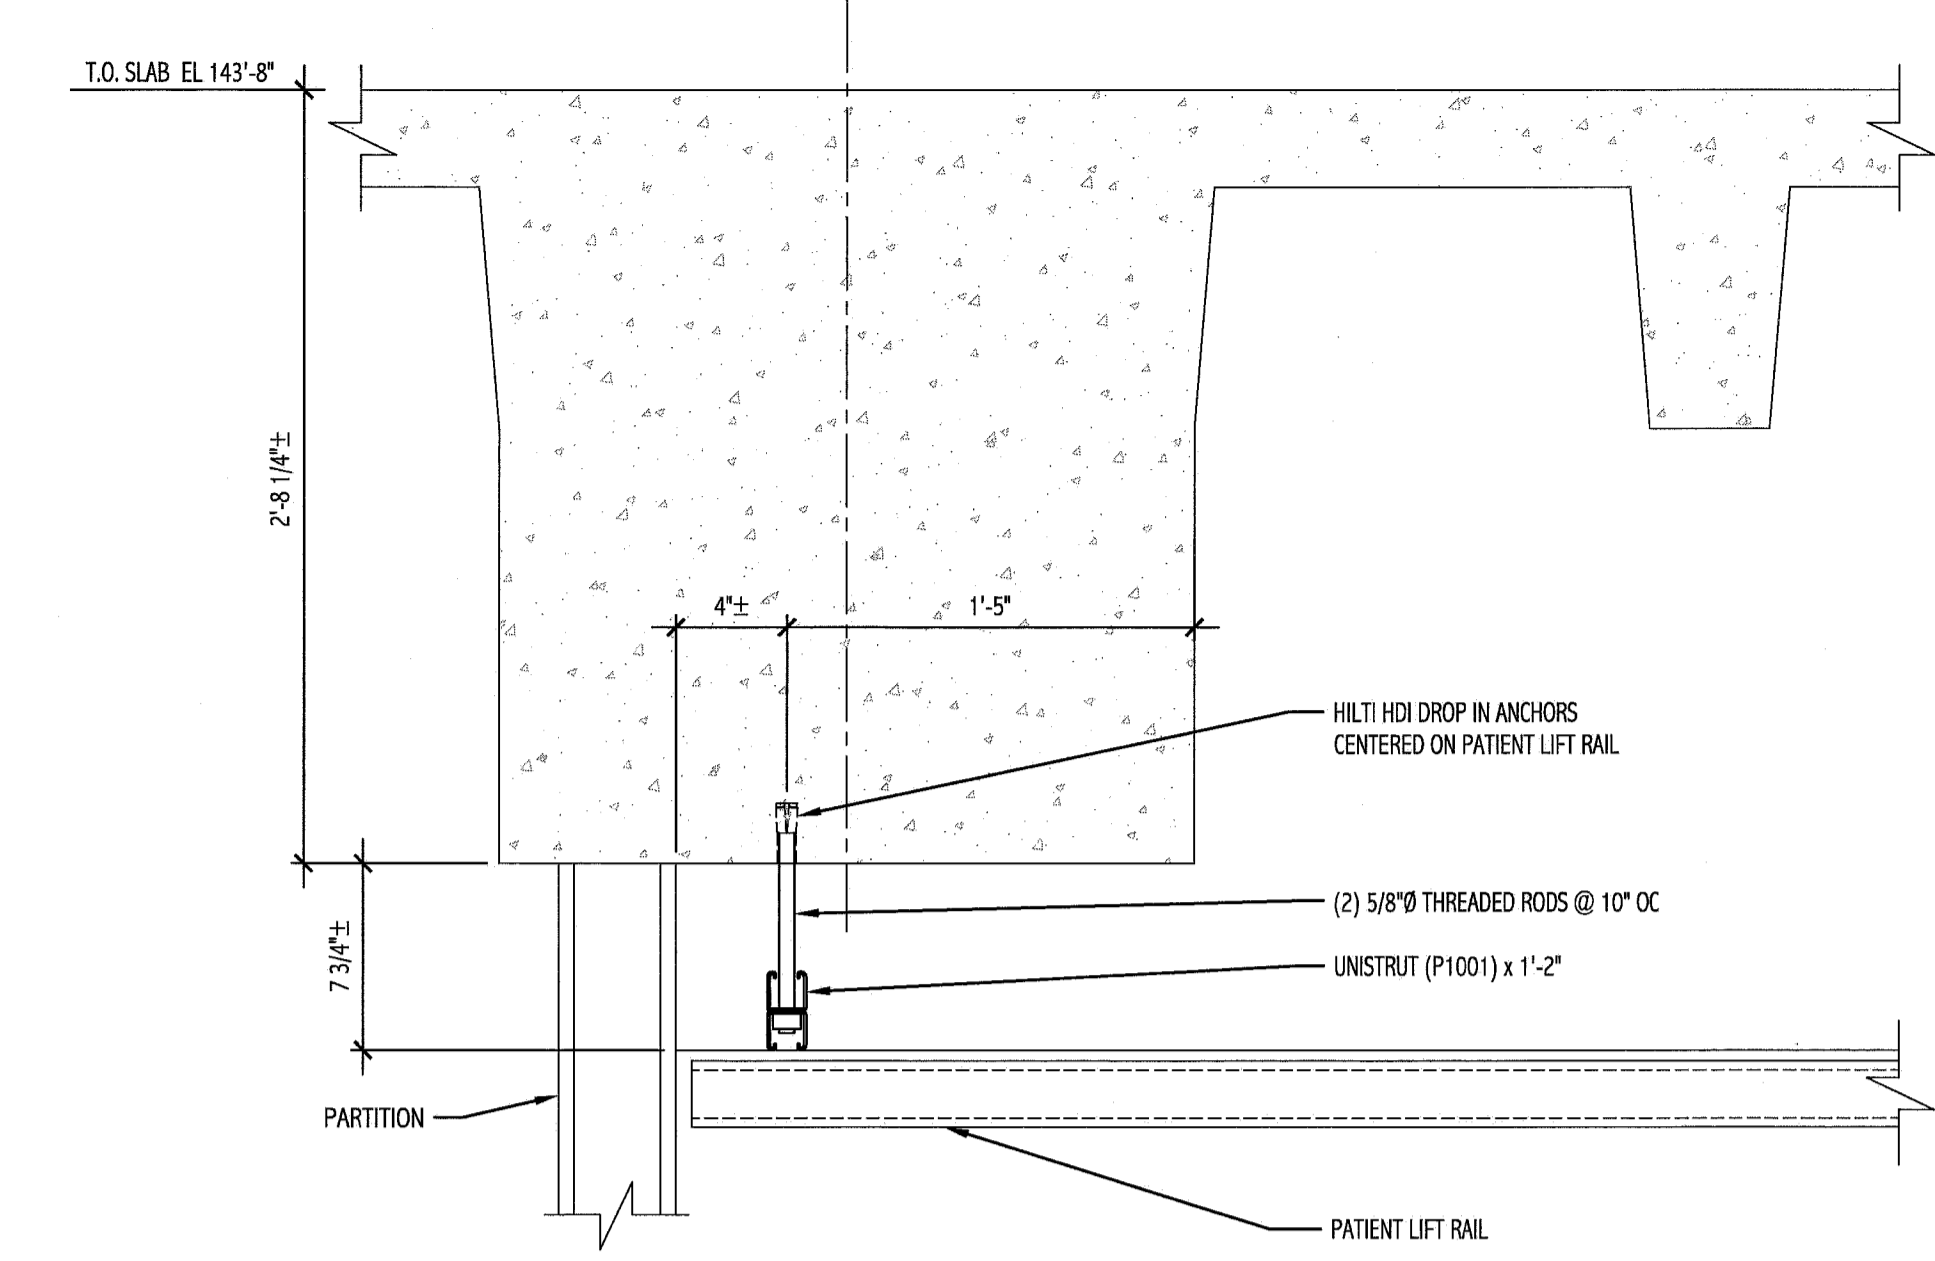 T.O. SLAB EL 143'-8"
2'-8 1/4"±
4"±
1'-5"
HILTI HDI DROP IN ANCHORS
CENTERED ON PATIENT LIFT RAIL
(2) 5/8"Ø THREADED RODS @ 10" OC
7 3/4"±
UNISTRUT (P1001) x 1'-2"
PARTITION
PATIENT LIFT RAIL